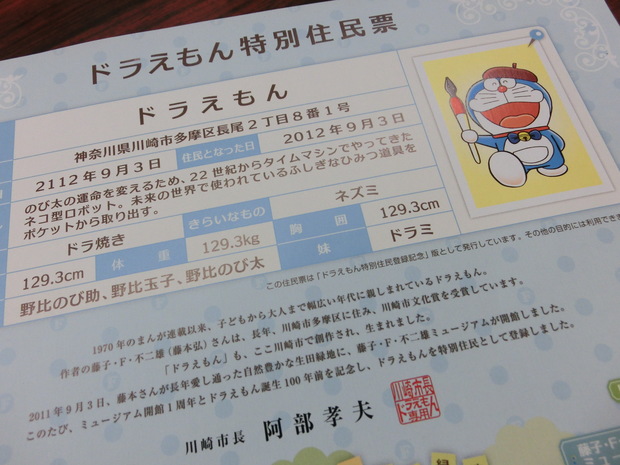 ドラえもん特別住民票
ドラえもん
神奈川県川崎市多摩区長尾2丁目8番1号
2112年9月3日 住民となった日 2012年9月3日
のび太の運命を変えるため、22世紀からタイムマシンでやってきた
ネコ型ロボット。未来の世界で使われているふしぎなひみつ道具を
ポケットから取り出す。
ドラ焼き きらいなもの ネズミ
129.3cm 体重 129.3kg 胸囲 129.3cm
野比のび助、野比玉子、野比のび太 妹 ドラミ
この住民票は「ドラえもん特別住民登録記念」版として発行しています。その他の目的には利用でき
1970年のまんが連載以来、子どもから大人まで幅広い年代に親しまれているドラえもん。
作者の藤子・F・不二雄(藤本弘)さんは、長年、川崎市多摩区に住み、川崎市文化賞を受賞しています。
「ドラえもん」も、ここ川崎市で創作され、生まれました。
2011年9月3日、藤本さんが長年愛し通った自然豊かな生田緑地に、藤子・F・不二雄ミュージアムが開館しました。
このたび、ミュージアム開館1周年とドラえもん誕生100年前を記念し、ドラえもんを特別住民として登録しました。
川崎市長 阿部孝夫
川崎市長
ドラえもん
専用
藤子・F・
ミュー